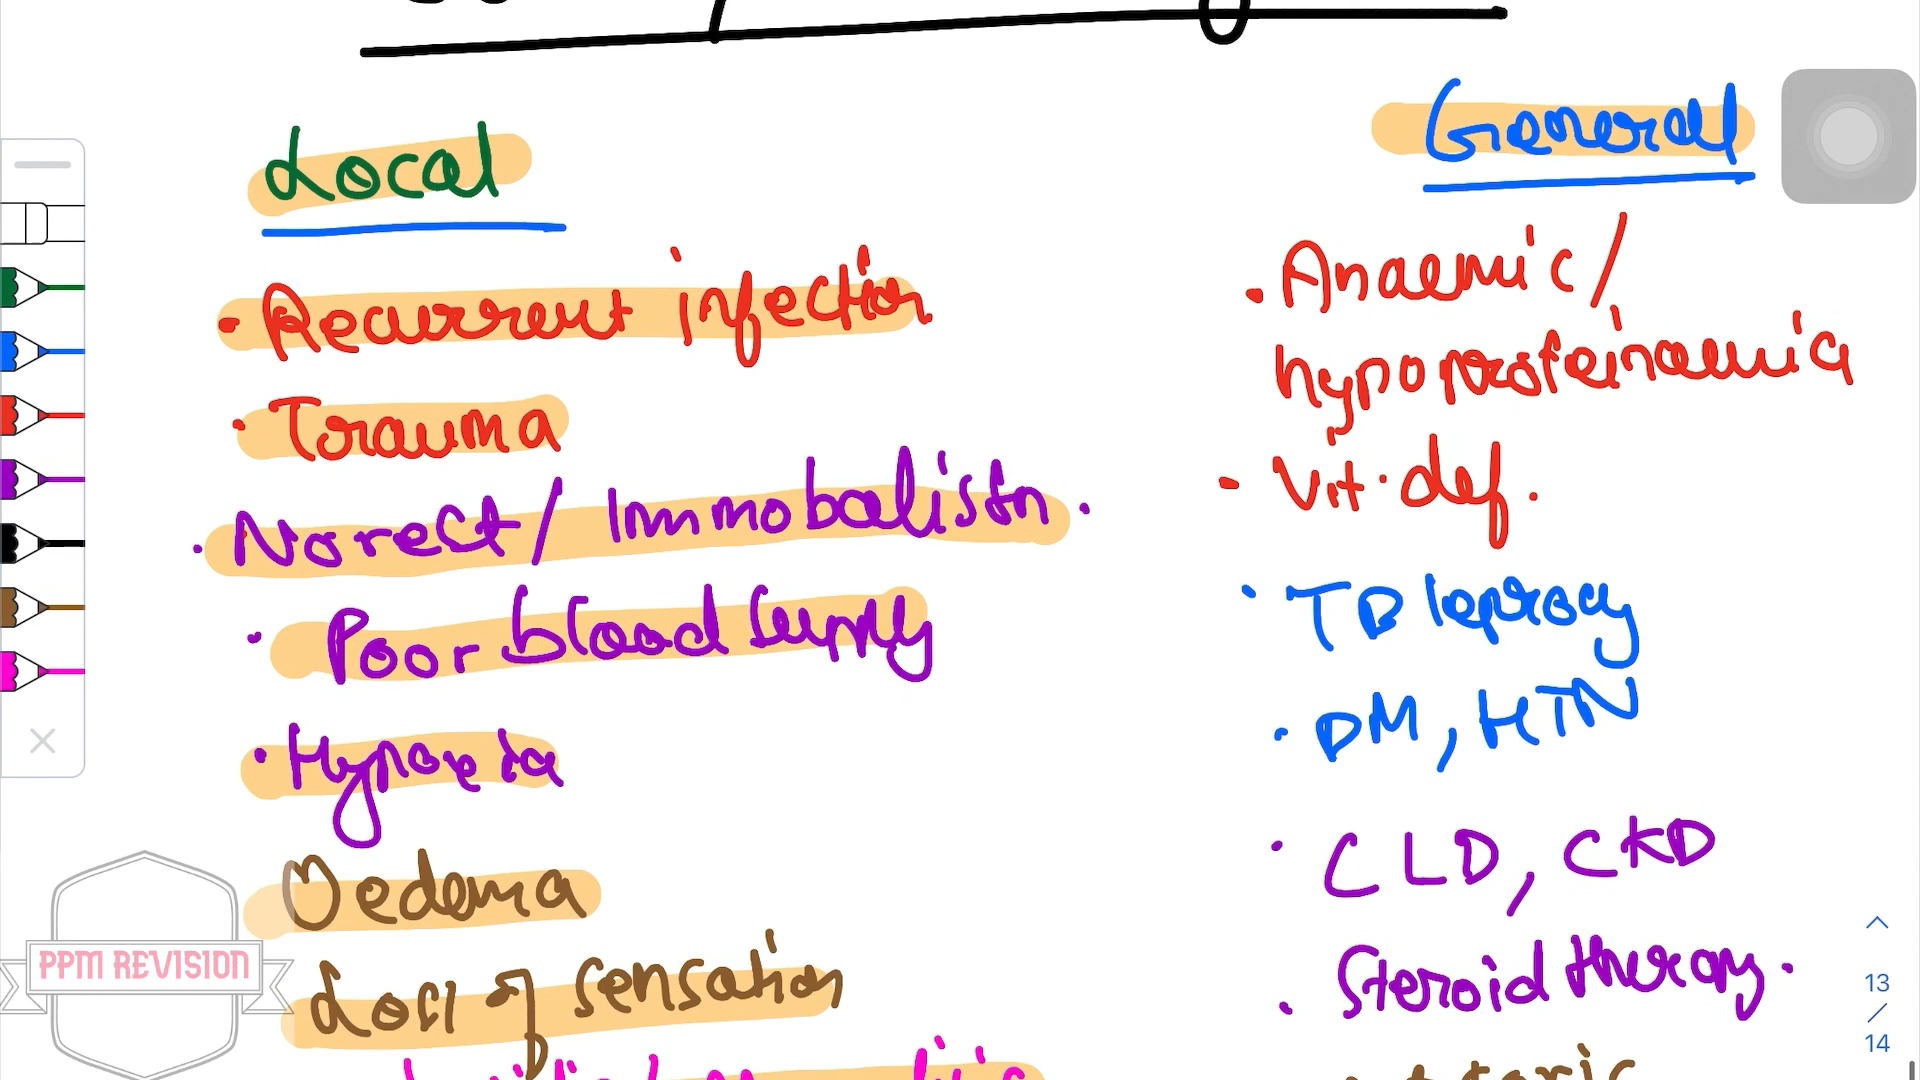 Local
General
· Recurrent infection
· Trauma
· No rest / Immobalistn.
· Poor blood supply
· Hypoxia
Oedema
Loss of sensation
· Anaemic /
hypoproteinaemia
· Vit. def.
· TB leprosy
· DM, HTN
· CLD, CKD
· Steroid therapy.
PPM REVISION
13
/
14